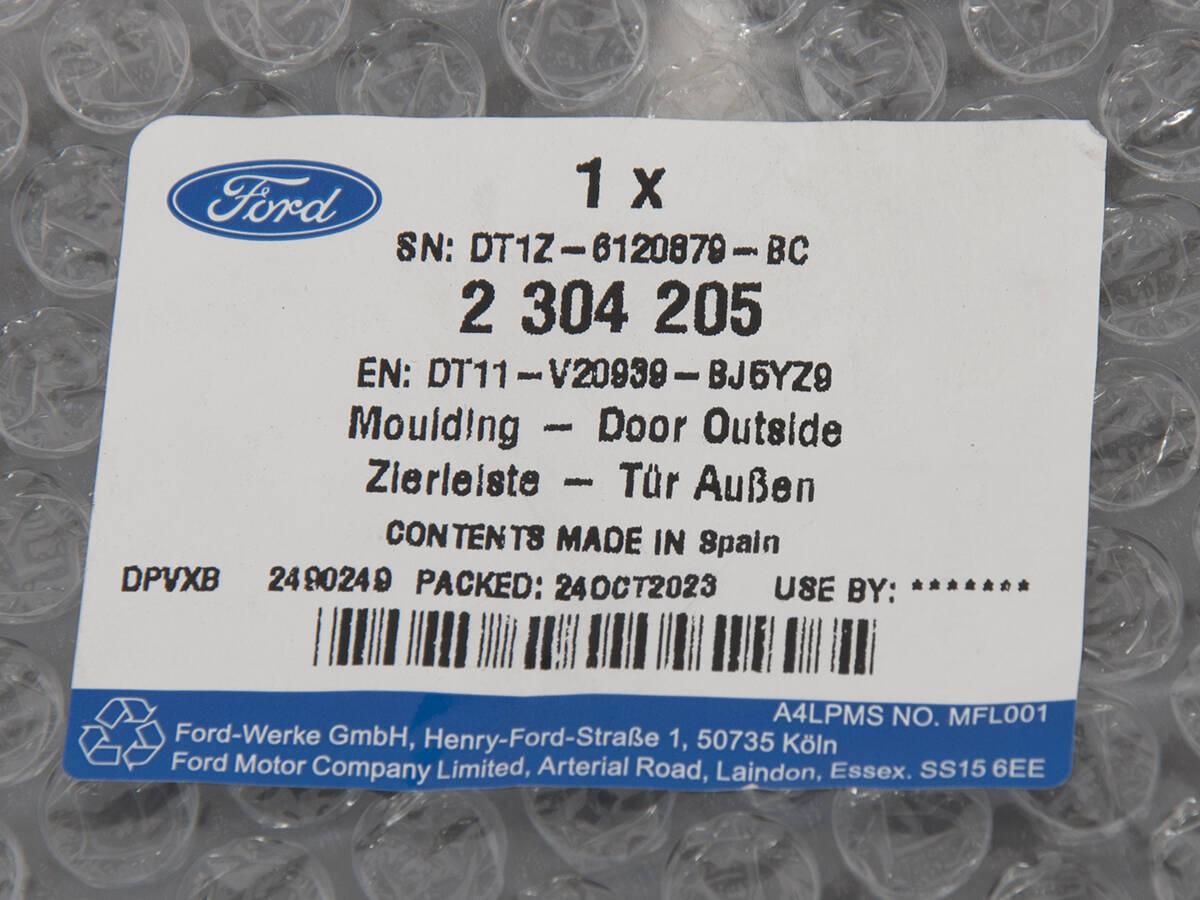 Ford
1 x
SN: DT1Z-6120879-BC
2 304 205
EN: DT11-V20939-BJ5YZ9
Moulding - Door Outside
Zierleiste - Tür Außen
CONTENTS MADE IN Spain
DPVXB 2490249 PACKED: 24OCT2023 USE BY: *******
A4LPMS NO. MFL001
Ford-Werke GmbH, Henry-Ford-Straße 1, 50735 Köln
Ford Motor Company Limited, Arterial Road, Laindon, Essex. SS15 6EE